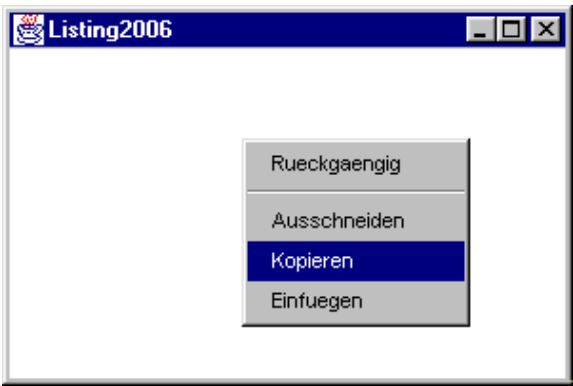 Listing2006
Rueckgaengig
Ausschneiden
Kopieren
Einfuegen